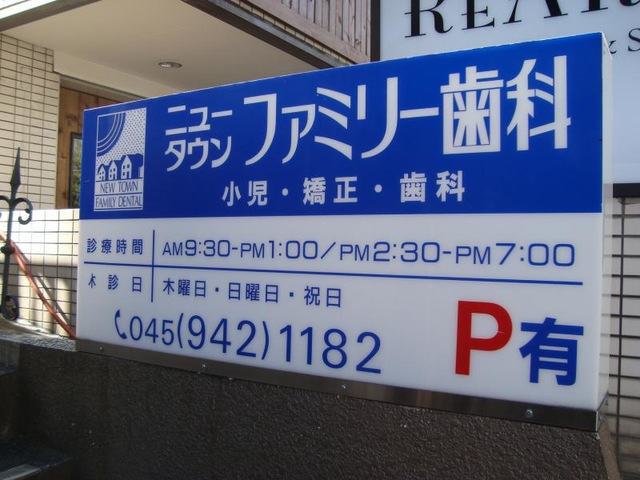 REA
&
ニュー
タウン
ファミリー歯科
NEW TOWN
FAMILY DENTAL
小児・矯正・歯科
診療時間 AM9:30-PM1:00/PM2:30-PM7:00
木診日 木曜日・日曜日・祝日
045(942)1182
P有